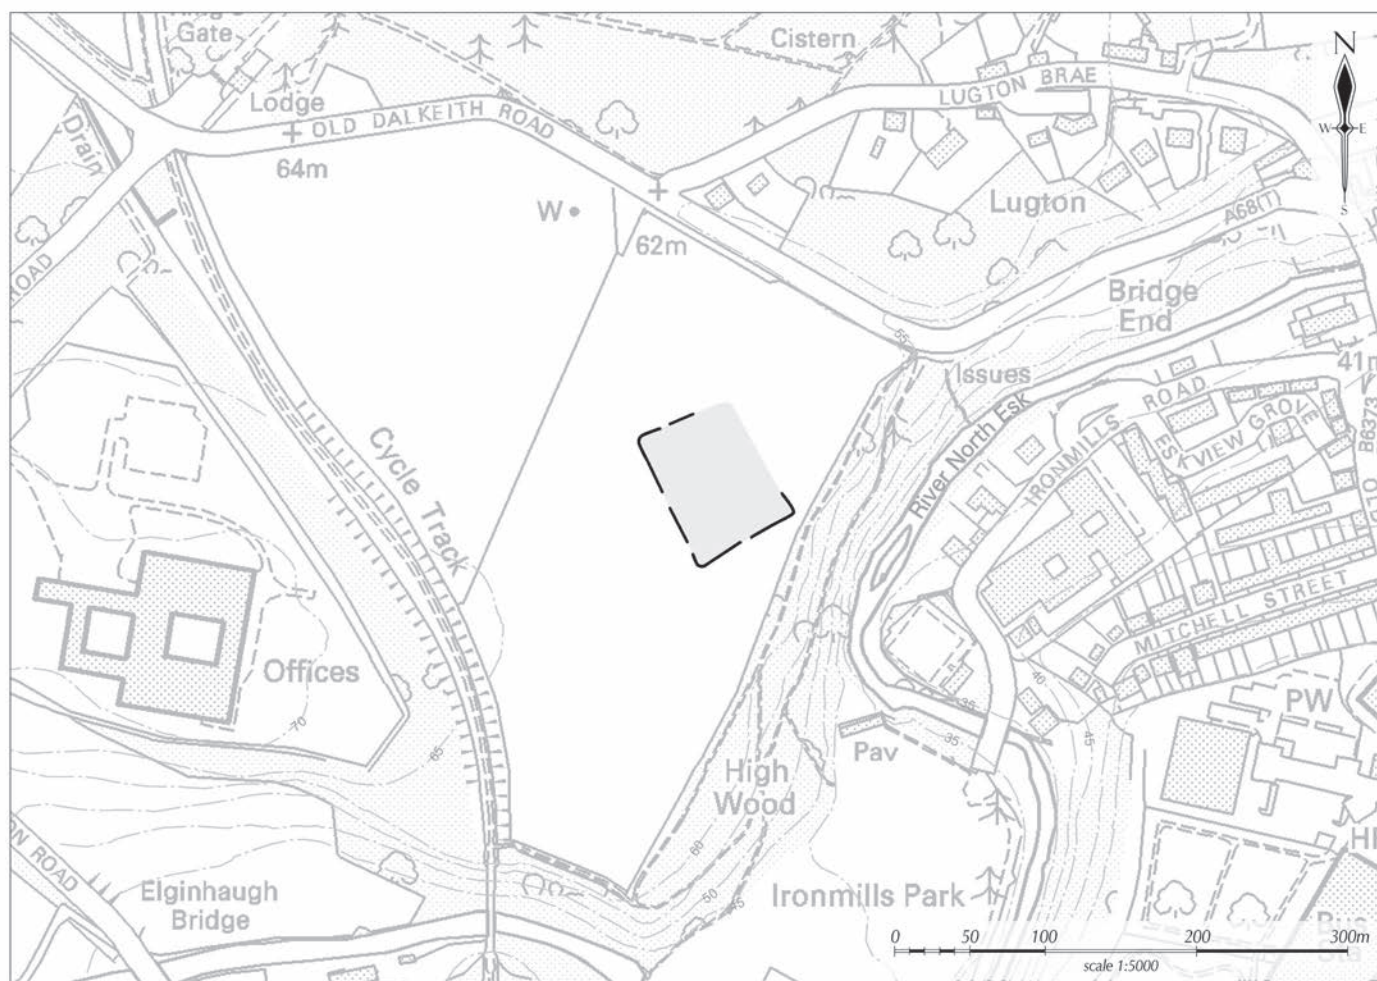 Gate
Cistern
N
Lodge
LUGTON BRAE
OLD DALKEITH ROAD
Drain
W E
64m
S
W
Lugton
62m
A68(T)
ROAD
Bridge
End
55
Issues
41m
River North Esk
IRONMILLS ROAD
ESKVIEW GROVE
B6373
Cycle Track
MITCHELL STREET
Offices
40
PW
35
70
45
35
65
Pav
High
Wood
60
50
45
Elginhaugh
Bridge
Ironmills Park
ON ROAD
0 50 100 200 300m
scale 1:5000